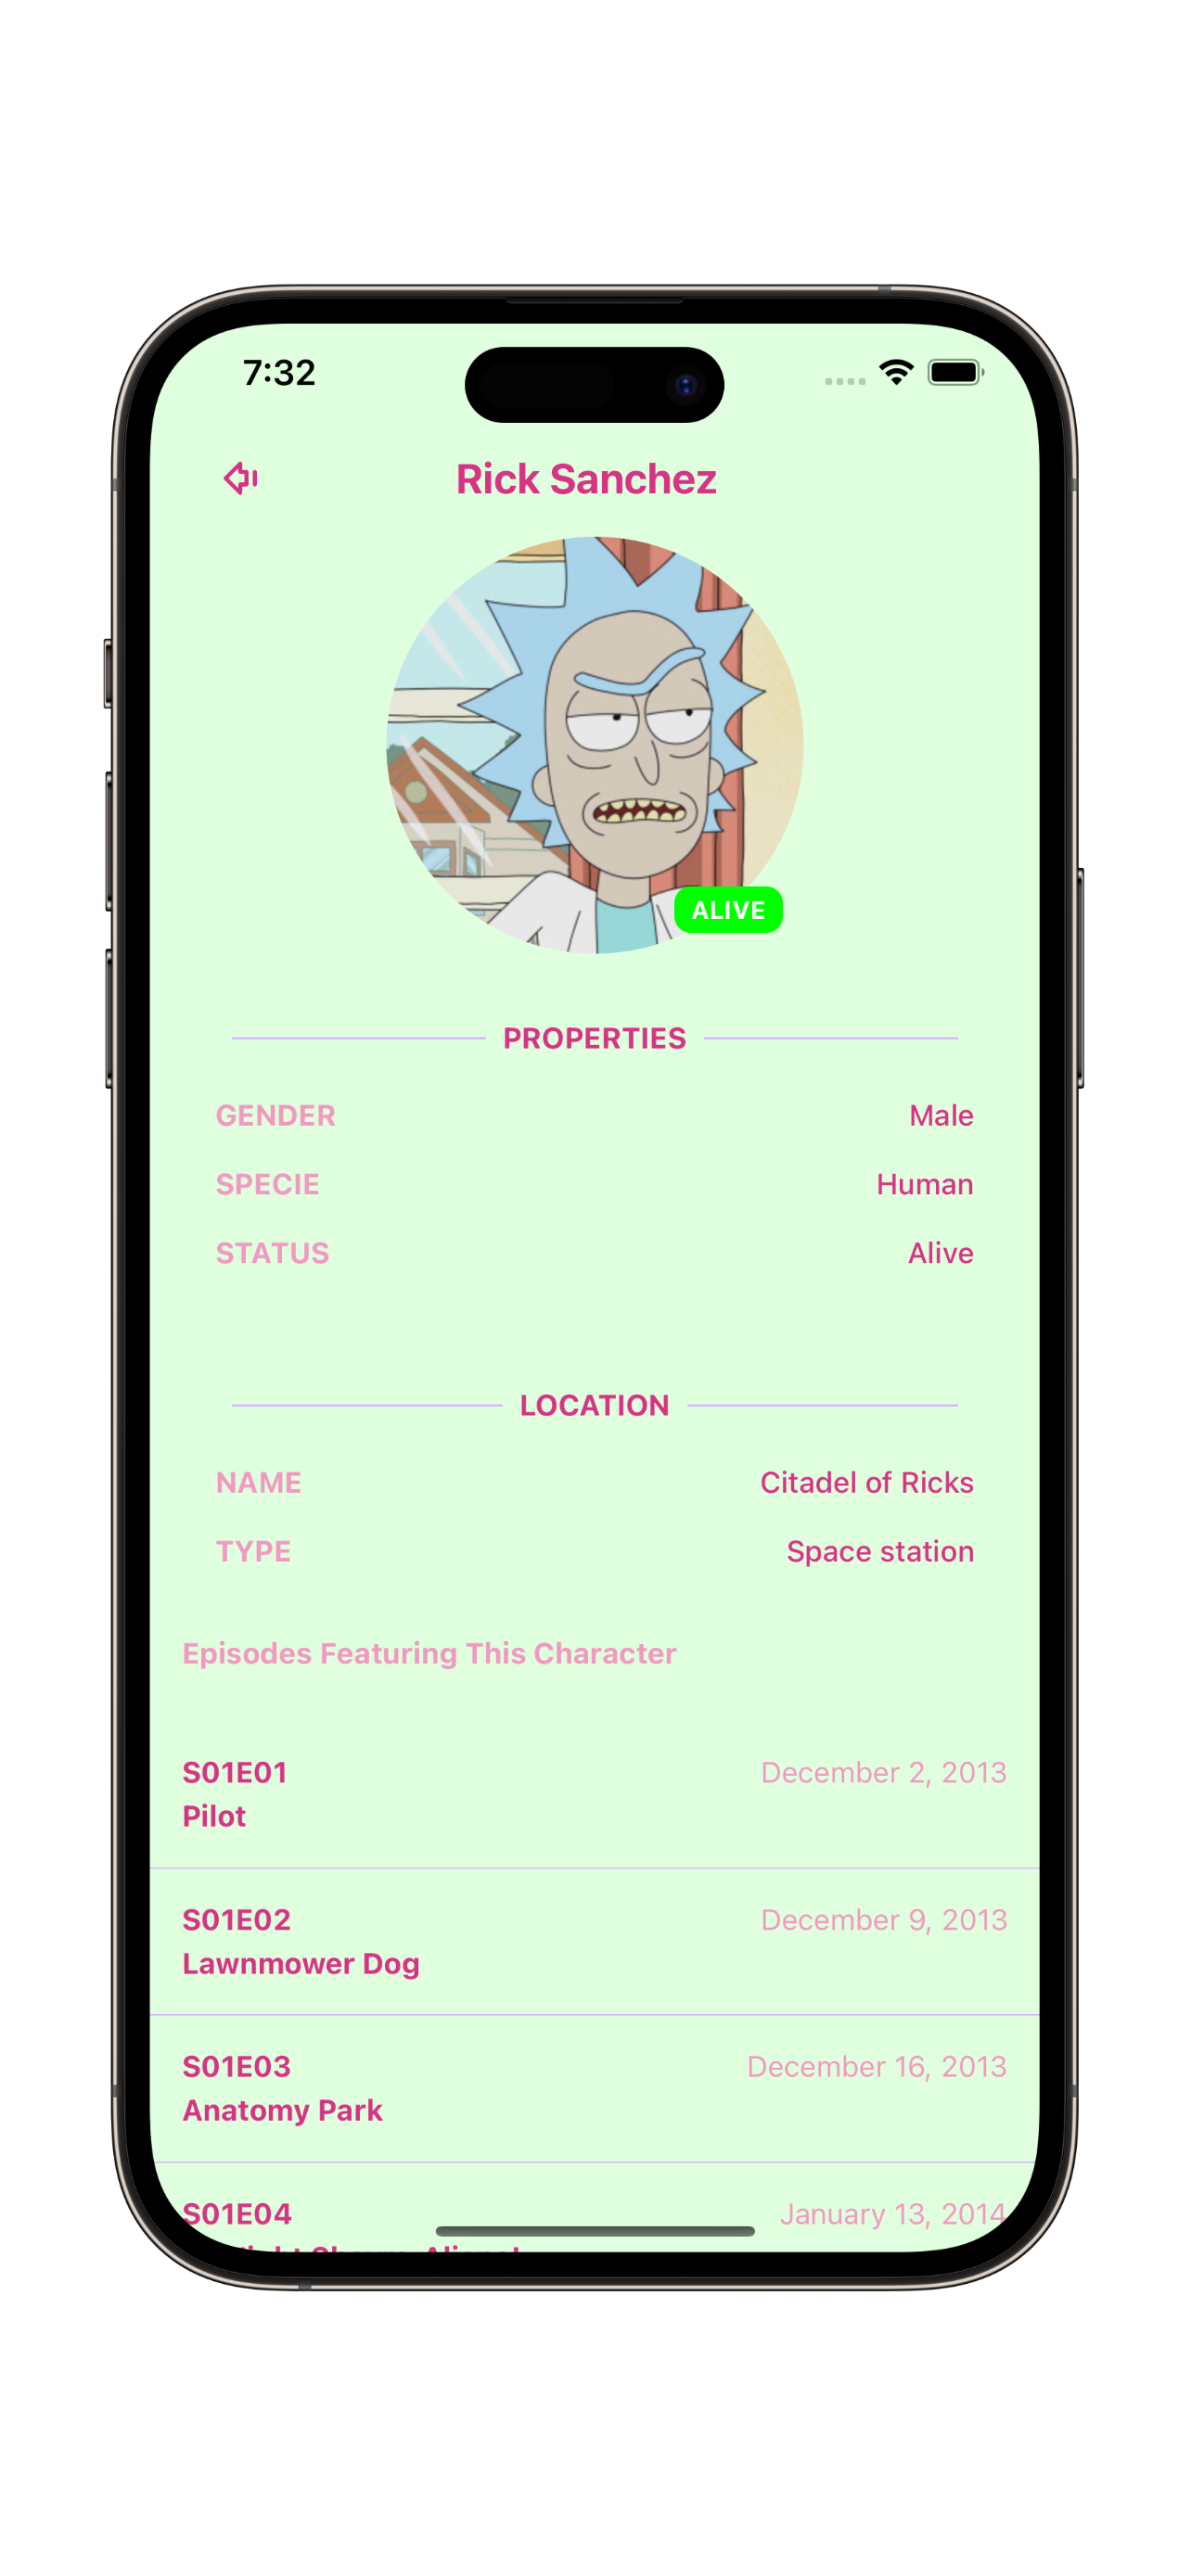 7:32
Rick Sanchez
ALIVE
PROPERTIES
GENDER Male
SPECIE Human
STATUS Alive
LOCATION
NAME Citadel of Ricks
TYPE Space station
Episodes Featuring This Character
S01E01 December 2, 2013
Pilot
S01E02 December 9, 2013
Lawnmower Dog
S01E03 December 16, 2013
Anatomy Park
S01E04 January 13, 2014